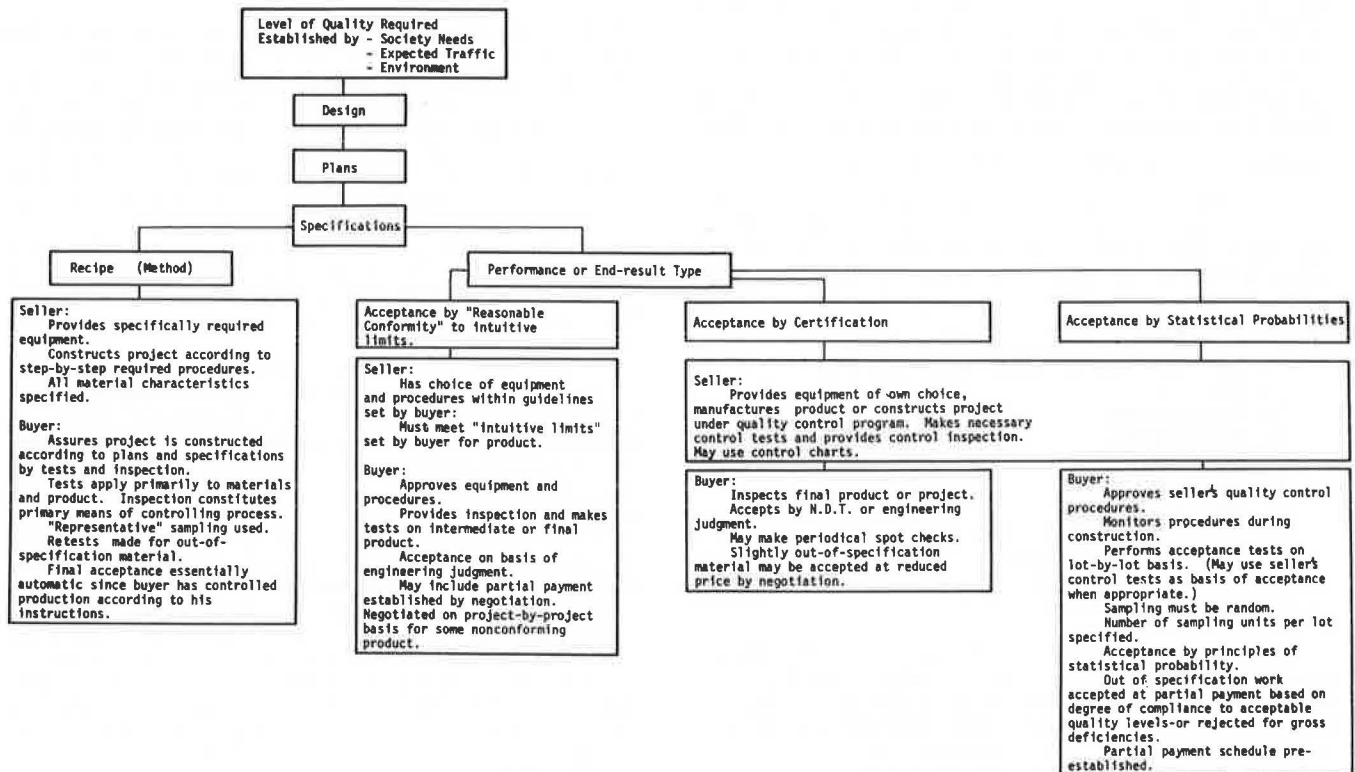 Level of Quality Required
Established by - Society Needs
- Expected Traffic
- Environment
Design
Plans
Specifications
Recipe (Method)
Performance or End-result Type
Seller:
Provides specifically required
equipment.
Constructs project according to
step-by-step required procedures.
All material characteristics
specified.
Buyer:
Assures project is constructed
according to plans and specifications
by tests and inspection.
Tests apply primarily to materials
and product. Inspection constitutes
primary means of controlling process.
"Representative" sampling used.
Retests made for out-of-
specification material.
Final acceptance essentially
automatic since buyer has controlled
production according to his
instructions.
Acceptance by "Reasonable
Conformity" to intuitive
limits.
Seller:
Has choice of equipment
and procedures within guidelines
set by buyer:
Must meet "intuitive limits"
set by buyer for product.
Buyer:
Approves equipment and
procedures.
Provides inspection and makes
tests on intermediate or final
product.
Acceptance on basis of
engineering judgment.
May include partial payment
established by negotiation.
Negotiated on project-by-project
basis for some nonconforming
product.
Acceptance by Certification
Acceptance by Statistical Probabilities
Seller:
Provides equipment of own choice,
manufactures product or constructs project
under quality control program. Makes necessary
control tests and provides control inspection.
May use control charts.
Buyer:
Inspects final product or project.
Accepts by N.D.T. or engineering
judgment.
May make periodical spot checks.
Slightly out-of-specification
material may be accepted at reduced
price by negotiation.
Buyer:
Approves seller's quality control
procedures.
Monitors procedures during
construction.
Performs acceptance tests on
lot-by-lot basis. (May use seller's
control tests as basis of acceptance
when appropriate.)
Sampling must be random.
Number of sampling units per lot
specified.
Acceptance by principles of
statistical probability.
Out of specification work
accepted at partial payment based on
degree of compliance to acceptable
quality levels-or rejected for gross
deficiencies.
Partial payment schedule pre-
established.